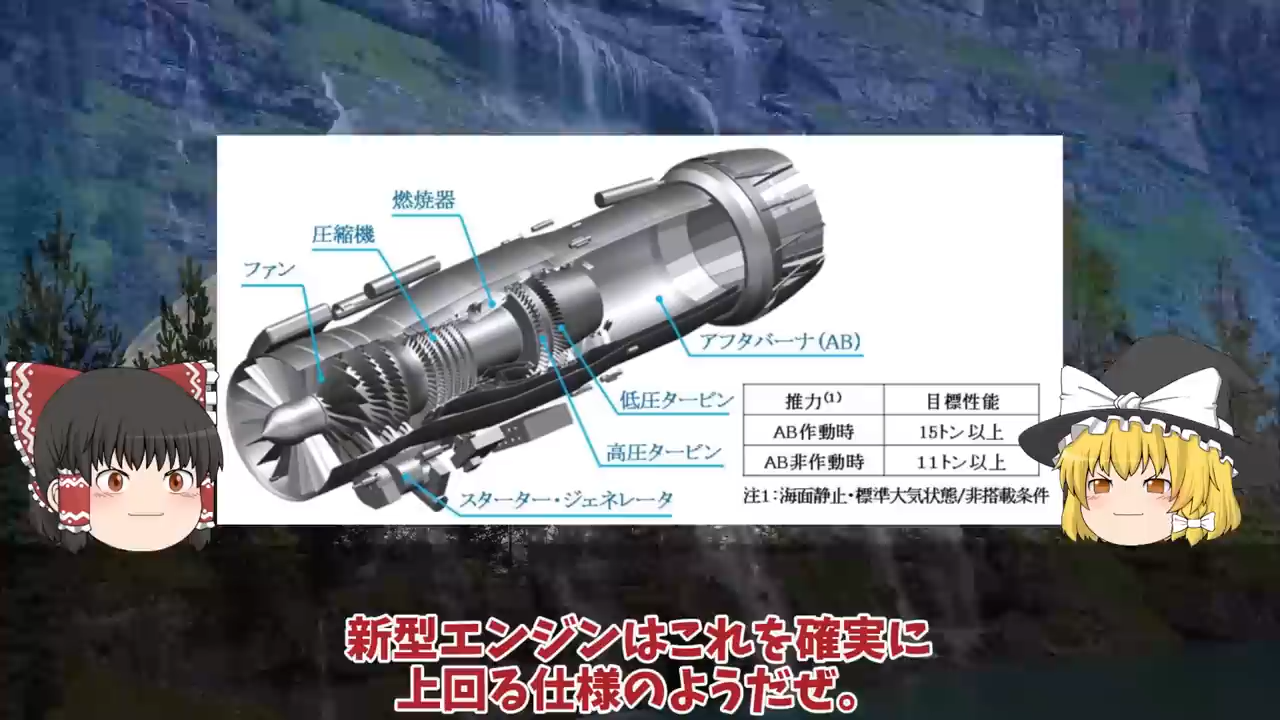 燃焼器
圧縮機
ファン
アフタバーナ(AB)
低圧タービン
高圧タービン
スターター・ジェネレータ
推力(1) 目標性能
AB作動時 15トン以上
AB非作動時 11トン以上
注1:海面静止・標準大気状態/非搭載条件
新型エンジンはこれを確実に
上回る仕様のようだぜ。